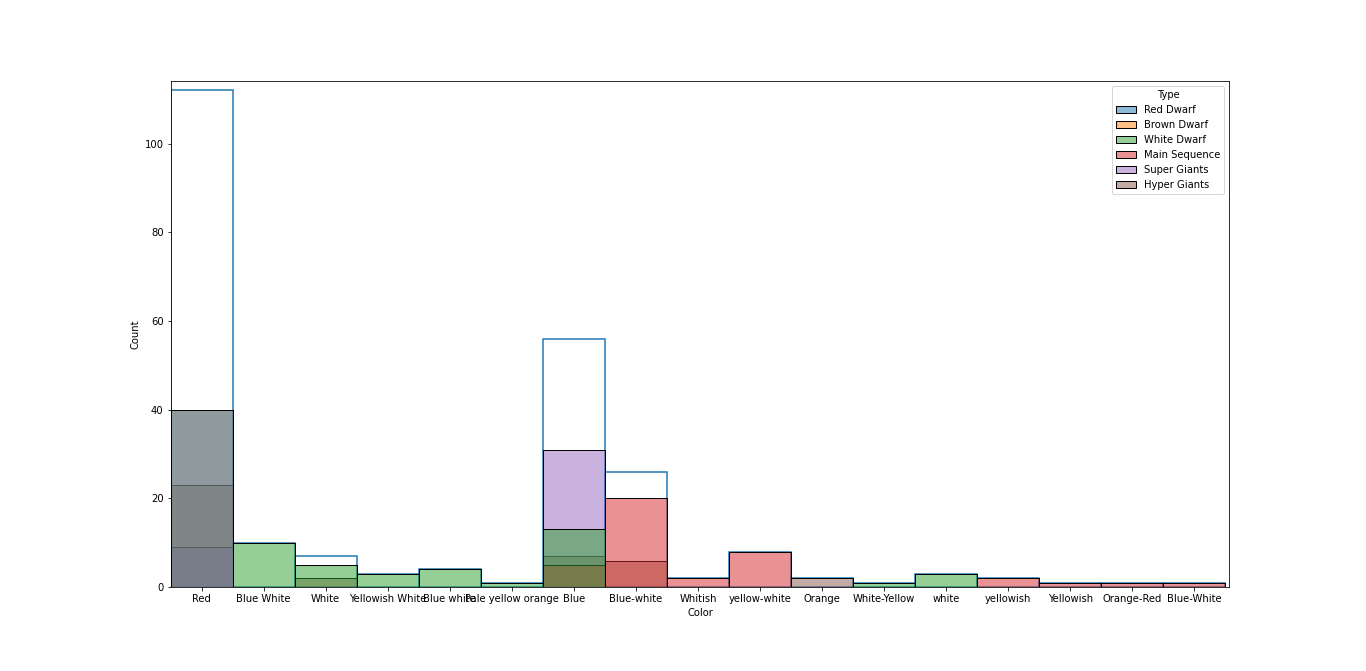 Type
Red Dwarf
Brown Dwarf
White Dwarf
Main Sequence
Super Giants
Hyper Giants
100
80
60
40
20
0
Count
Red Blue White White Yellowish White Blue white Pale yellow orange Blue Blue-white Whitish yellow-white Orange White-Yellow white yellowish Yellowish Orange-Red Blue-White
Color